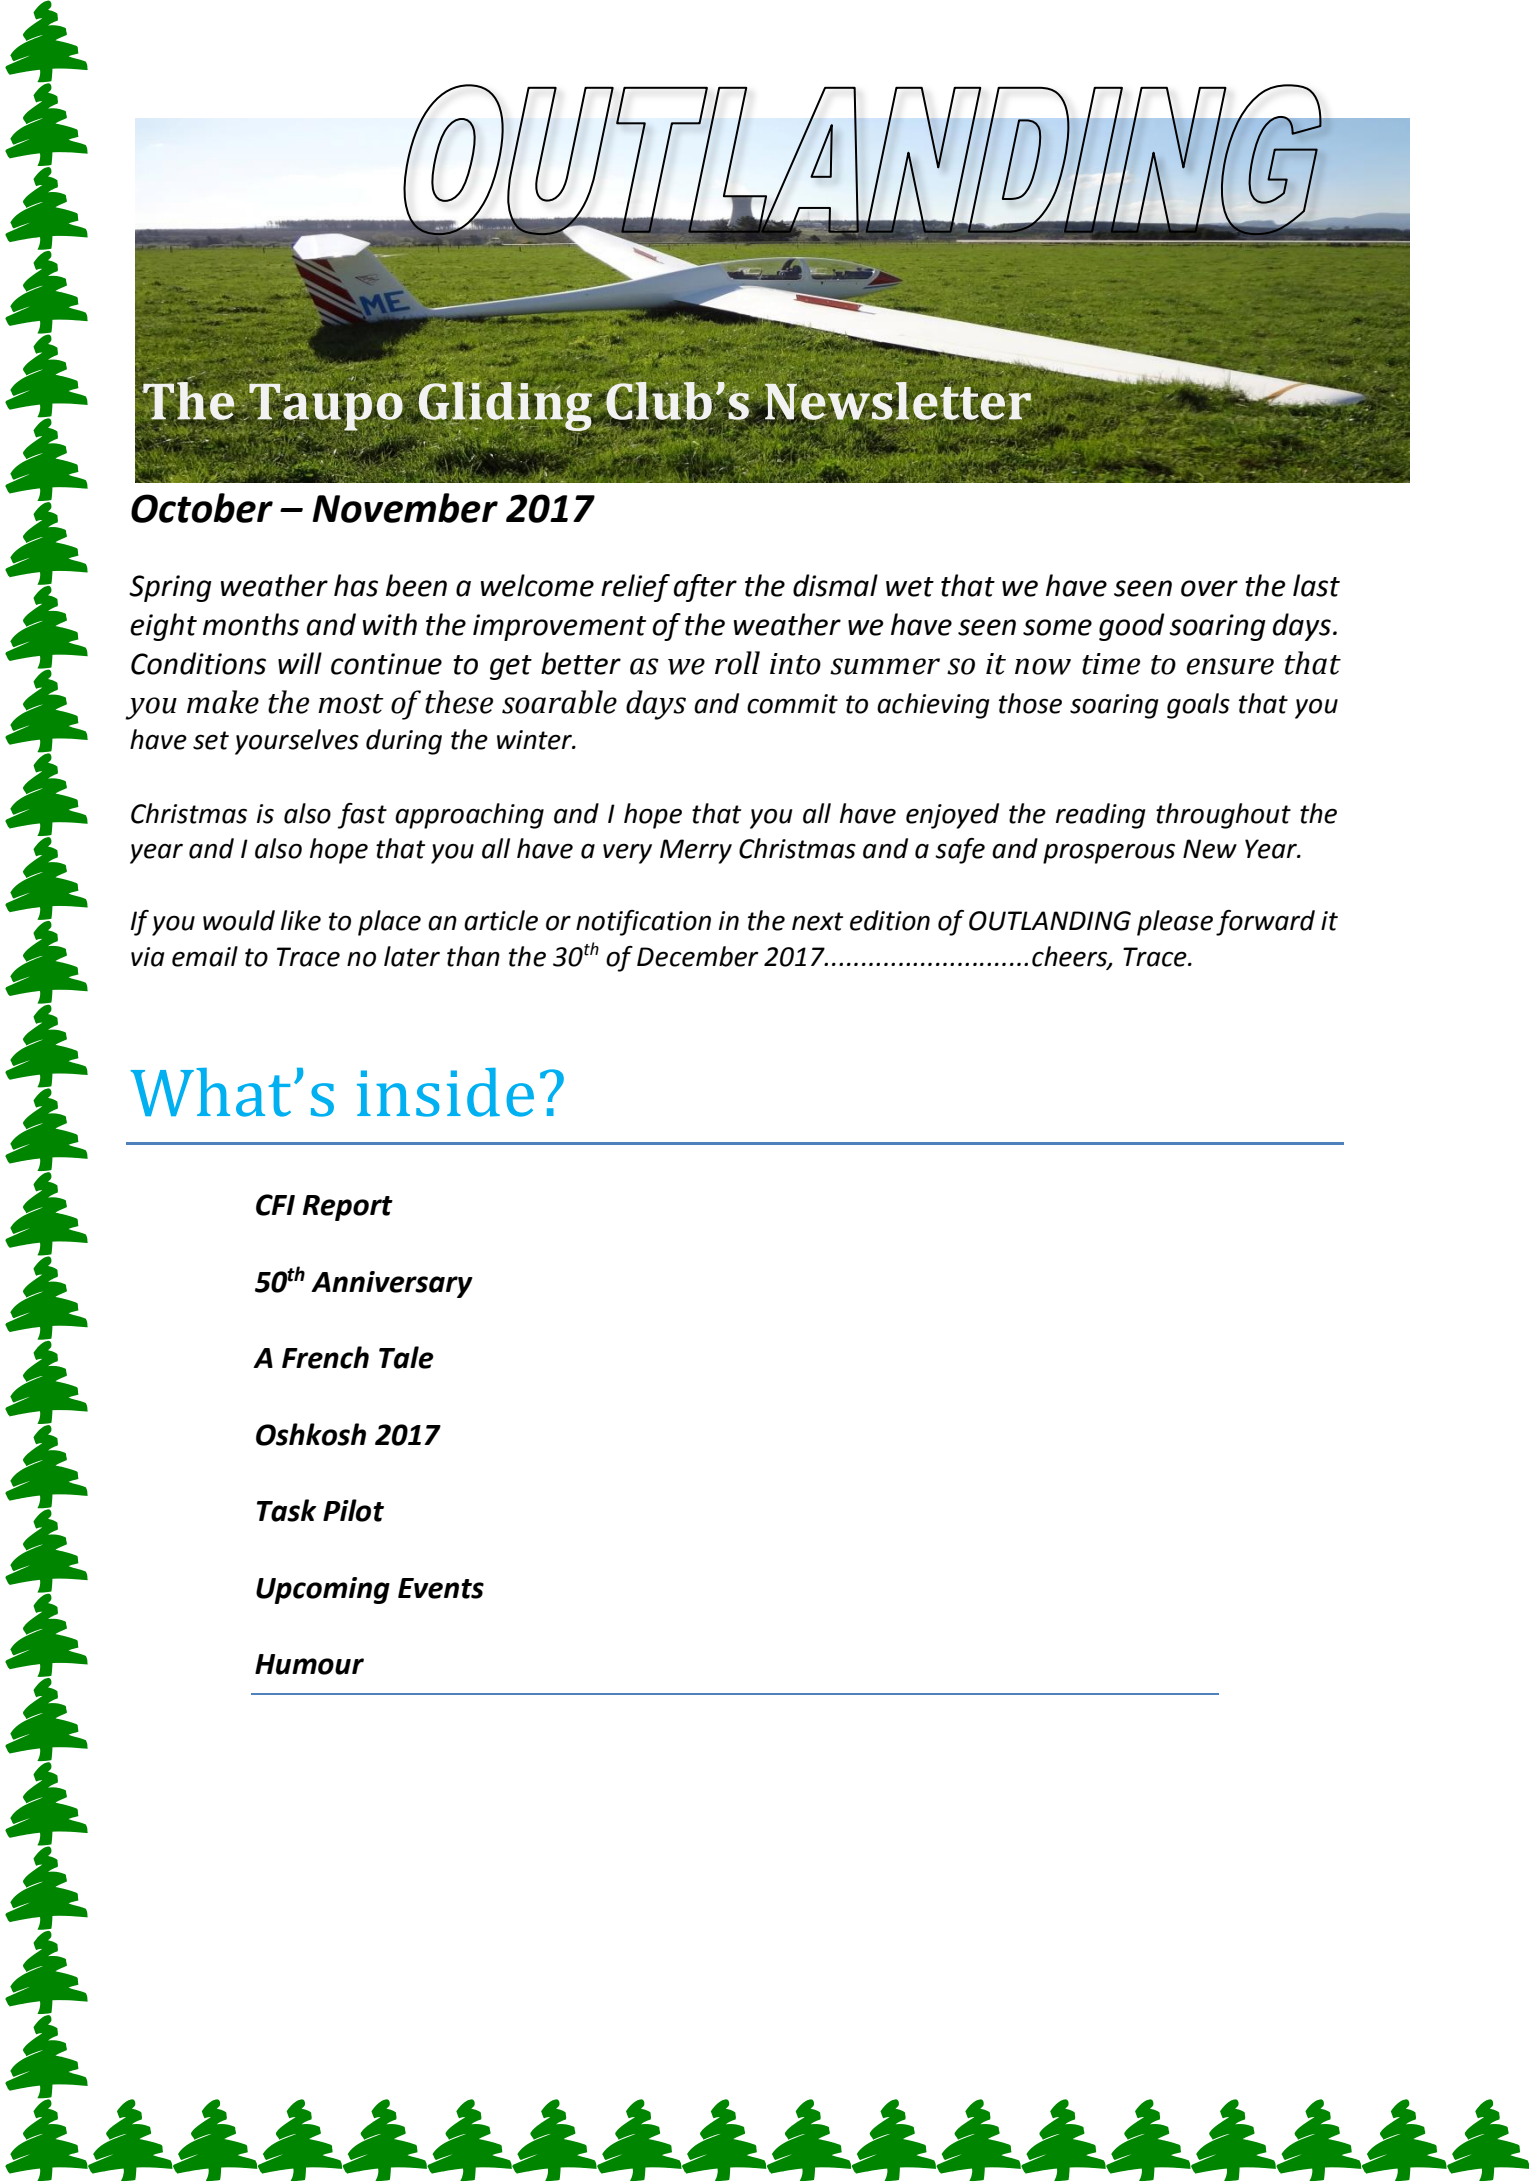 OUTLANDING
ME
The Taupo Gliding Club’s Newsletter
October – November 2017
Spring weather has been a welcome relief after the dismal wet that we have seen over the last
eight months and with the improvement of the weather we have seen some good soaring days.
Conditions will continue to get better as we roll into summer so it now time to ensure that
you make the most of these soarable days and commit to achieving those soaring goals that you
have set yourselves during the winter.
Christmas is also fast approaching and I hope that you all have enjoyed the reading throughout the
year and I also hope that you all have a very Merry Christmas and a safe and prosperous New Year.
If you would like to place an article or notification in the next edition of OUTLANDING please forward it
via email to Trace no later than the 30th of December 2017............................cheers, Trace.
What’s inside?
CFI Report
50th Anniversary
A French Tale
Oshkosh 2017
Task Pilot
Upcoming Events
Humour